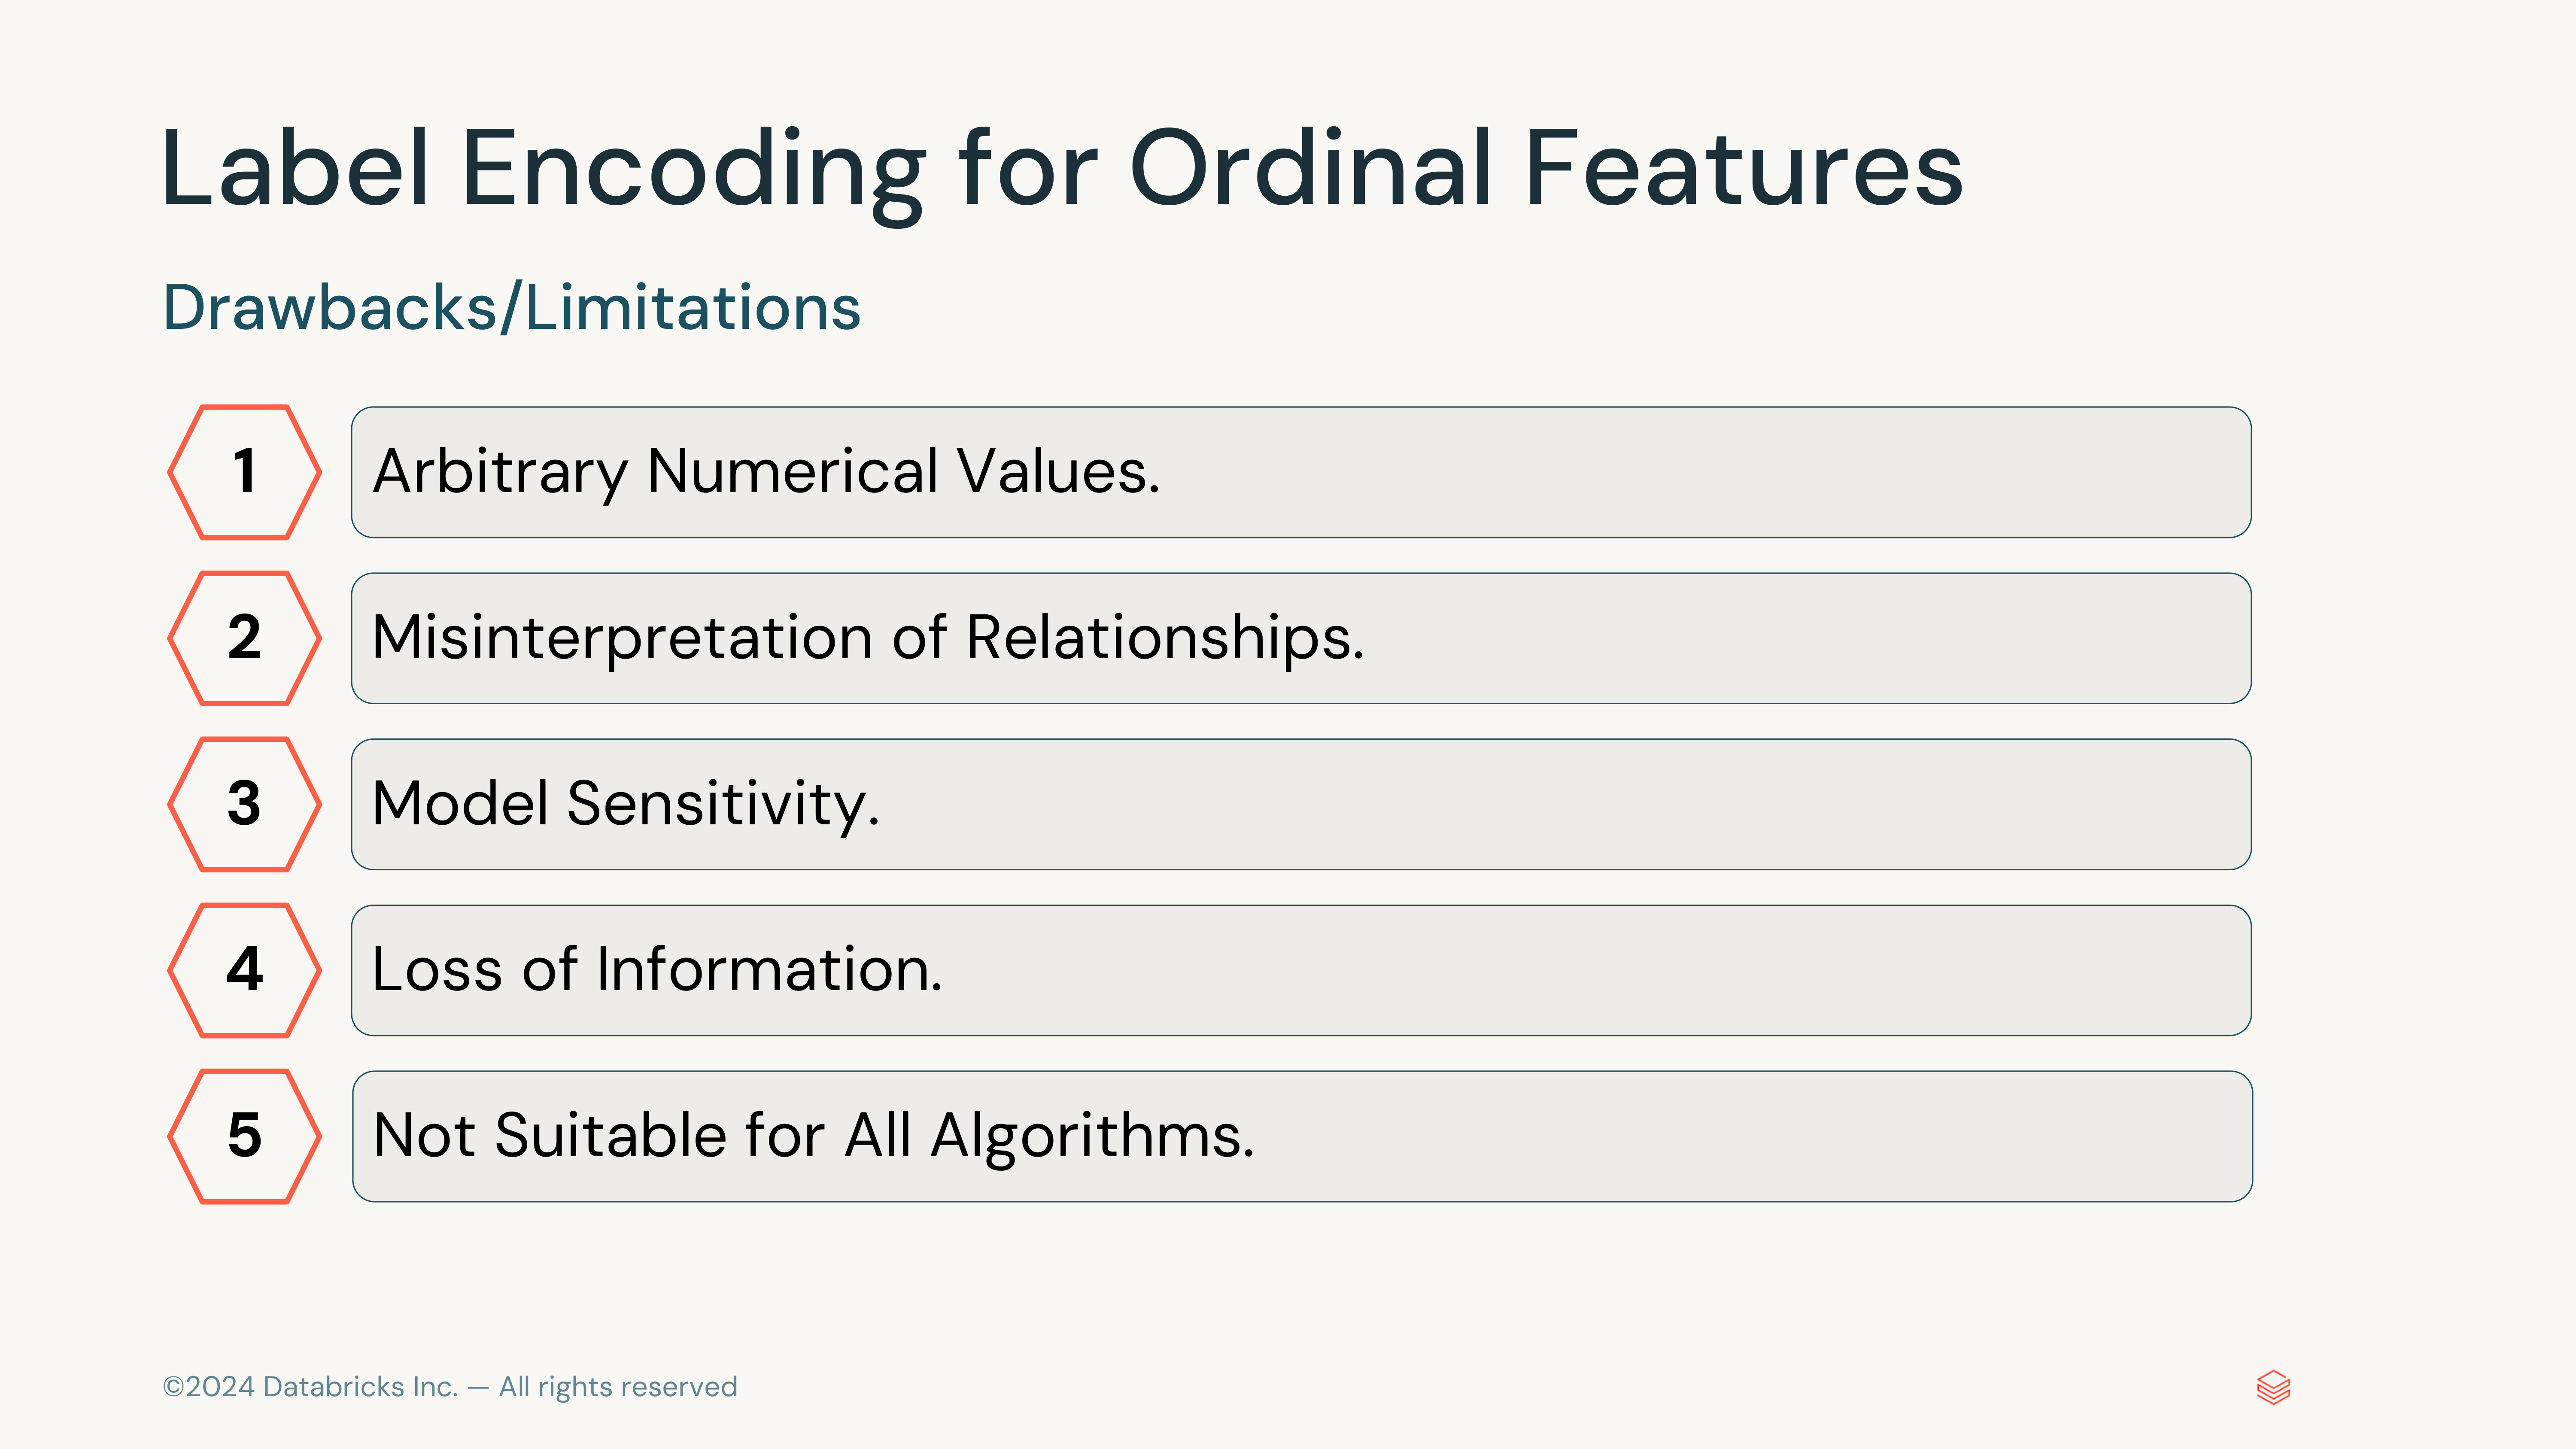 Label Encoding for Ordinal Features
Drawbacks/Limitations
1 Arbitrary Numerical Values.
2 Misinterpretation of Relationships.
3 Model Sensitivity.
4 Loss of Information.
5 Not Suitable for All Algorithms.
©2024 Databricks Inc. — All rights reserved